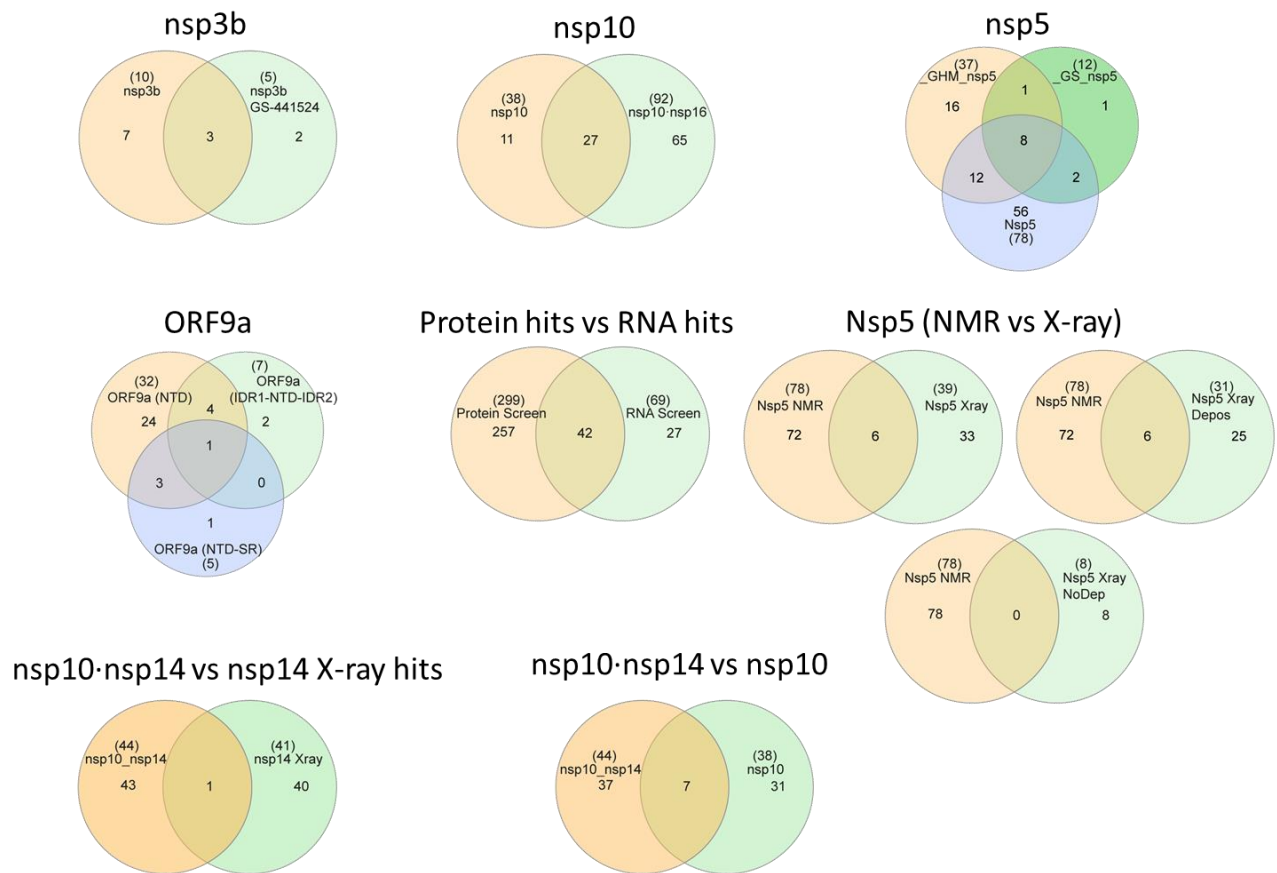 nsp3b
(10)
nsp3b
7
3
(5)
nsp3b
GS-441524
2
nsp10
(38)
nsp10
11
27
(92)
nsp10·nsp16
65
nsp5
(37)
_GHM_nsp5
16
1
(12)
_GS_nsp5
1
8
12
2
56
Nsp5
(78)
ORF9a
(32)
ORF9a (NTD)
24
4
(7)
ORF9a
(IDR1-NTD-IDR2)
2
1
3
0
1
ORF9a (NTD-SR)
(5)
Protein hits vs RNA hits
(299)
Protein Screen
257
42
(69)
RNA Screen
27
Nsp5 (NMR vs X-ray)
(78)
Nsp5 NMR
72
6
(39)
Nsp5 Xray
33
(78)
Nsp5 NMR
72
6
(31)
Nsp5 Xray
Depos
25
(78)
Nsp5 NMR
78
0
(8)
Nsp5 Xray
NoDep
8
nsp10·nsp14 vs nsp14 X-ray hits
(44)
nsp10_nsp14
43
1
(41)
nsp14 Xray
40
nsp10·nsp14 vs nsp10
(44)
nsp10_nsp14
37
7
(38)
nsp10
31